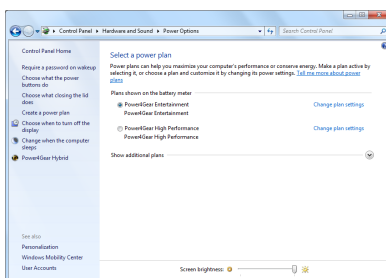 Control Panel ▸ Hardware and Sound ▸ Power Options
Search Control Panel
Control Panel Home
Require a password on wakeup
Choose what the power
buttons do
Choose what closing the lid
does
Create a power plan
Choose when to turn off the
display
Change when the computer
sleeps
Power4Gear Hybrid
See also
Personalization
Windows Mobility Center
User Accounts
Select a power plan
Power plans can help you maximize your computer's performance or conserve energy. Make a plan active by
selecting it, or choose a plan and customize it by changing its power settings. Tell me more about power
plans
Plans shown on the battery meter
Power4Gear Entertainment
Change plan settings
Power4Gear Entertainment
Power4Gear High Performance
Change plan settings
Power4Gear High Performance
Show additional plans
Screen brightness: